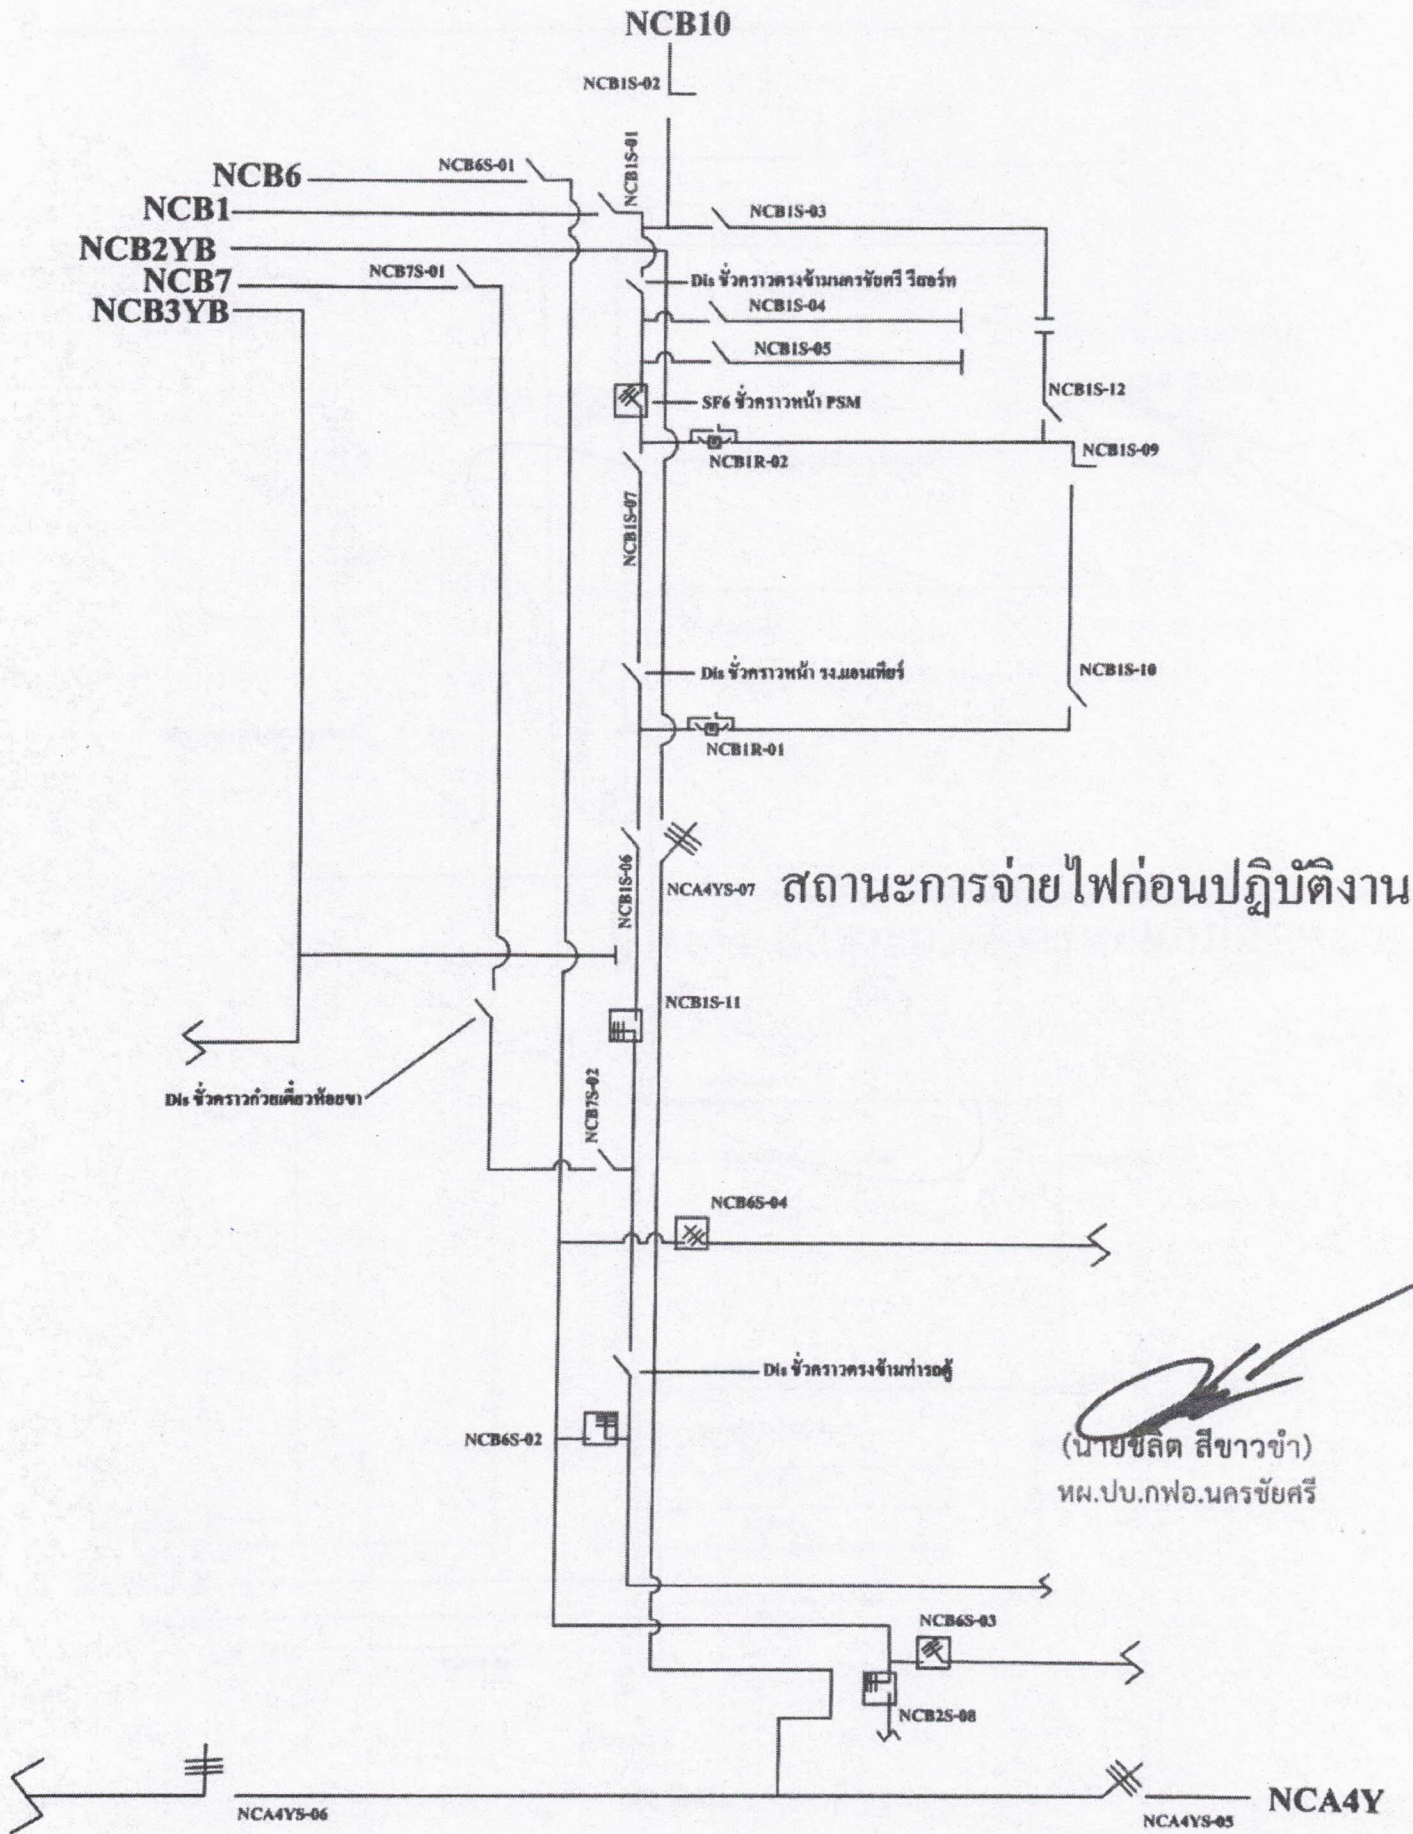 NCB10
NCB1S-02
NCB1S-01
NCB6S-01
NCB6
NCB1
NCB1S-03
NCB2YB
NCB7
NCB7S-01
Dis ชั่วคราวตรงข้ามนครชัยศรี รีสอร์ท
NCB3YB
NCB1S-04
NCB1S-05
NCB1S-12
SF6 ชั่วคราวหน้า PSM
NCB1R-02
NCB1S-09
NCB1S-07
Dis ชั่วคราวหน้า รง.แอนเทียร์
NCB1S-10
NCB1R-01
NCB1S-06
NCA4YS-07
สถานะการจ่ายไฟก่อนปฏิบัติงาน
NCB1S-11
Dis ชั่วคราวก๋วยเตี๋ยวห้อยขา
NCB7S-02
NCB6S-04
Dis ชั่วคราวตรงข้ามท่ารถตู้
NCB6S-02
(นายชลิต สีขาวขำ)
หผ.ปบ.กฟอ.นครชัยศรี
NCB6S-03
NCB2S-08
NCA4YS-06
NCA4YS-05
NCA4Y